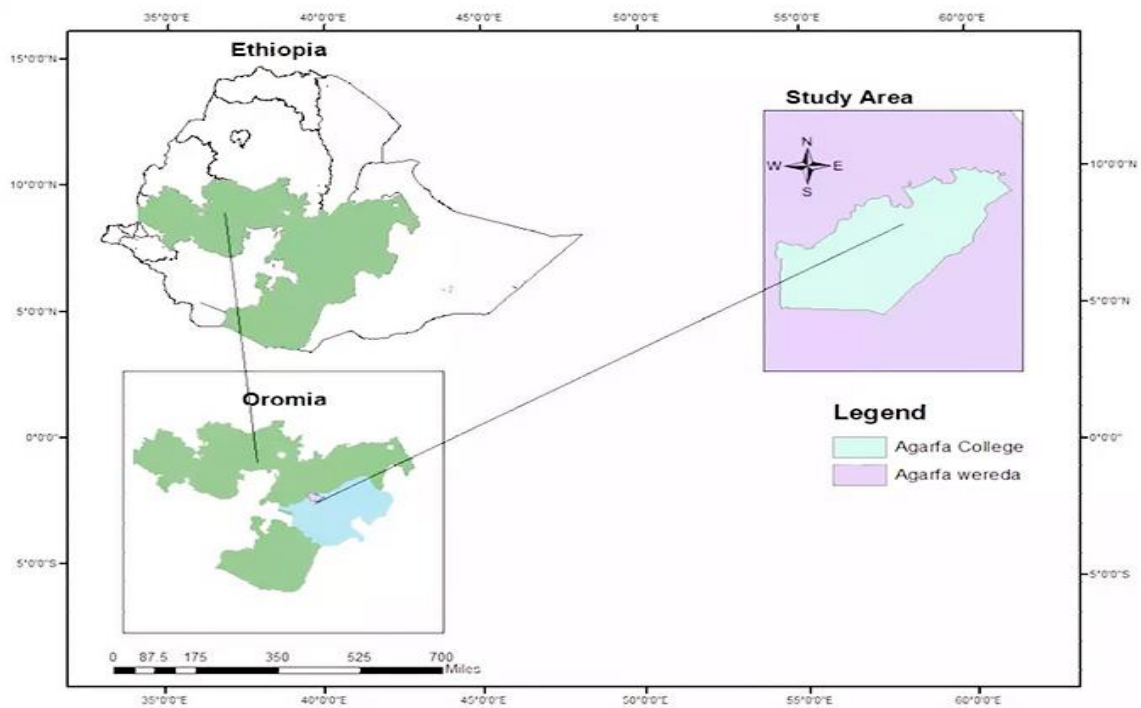 35°0'0"E 40°0'0"E 45°0'0"E 50°0'0"E 55°0'0"E 60°0'0"E
15°0'0"N
Ethiopia
Study Area
N
W E
S
10°0'0"N
10°0'0"N
5°0'0"N
5°0'0"N
Oromia
Legend
Agarfa College
Agarfa wereda
0°0'0"
0°0'0"
5°0'0"S
5°0'0"S
0 87.5 175 350 525 700
Miles
35°0'0"E 40°0'0"E 45°0'0"E 50°0'0"E 55°0'0"E 60°0'0"E